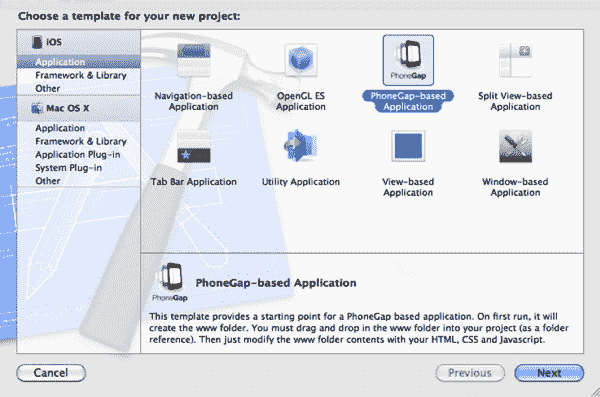 Choose a template for your new project:
iOS
Application
Framework & Library
Other
Mac OS X
Application
Framework & Library
Application Plug-in
System Plug-in
Other
Navigation-based
Application
OpenGL ES
Application
PhoneGap
PhoneGap-based
Application
Split View-based
Application
Tab Bar Application
Utility Application
View-based
Application
Window-based
Application
PhoneGap
PhoneGap-based Application
This template provides a starting point for a PhoneGap based application. On first run, it will
create the www folder. You must drag and drop in the www folder into your project (as a folder
reference). Then just modify the www folder contents with your HTML, CSS and Javascript.
Cancel
Previous
Next